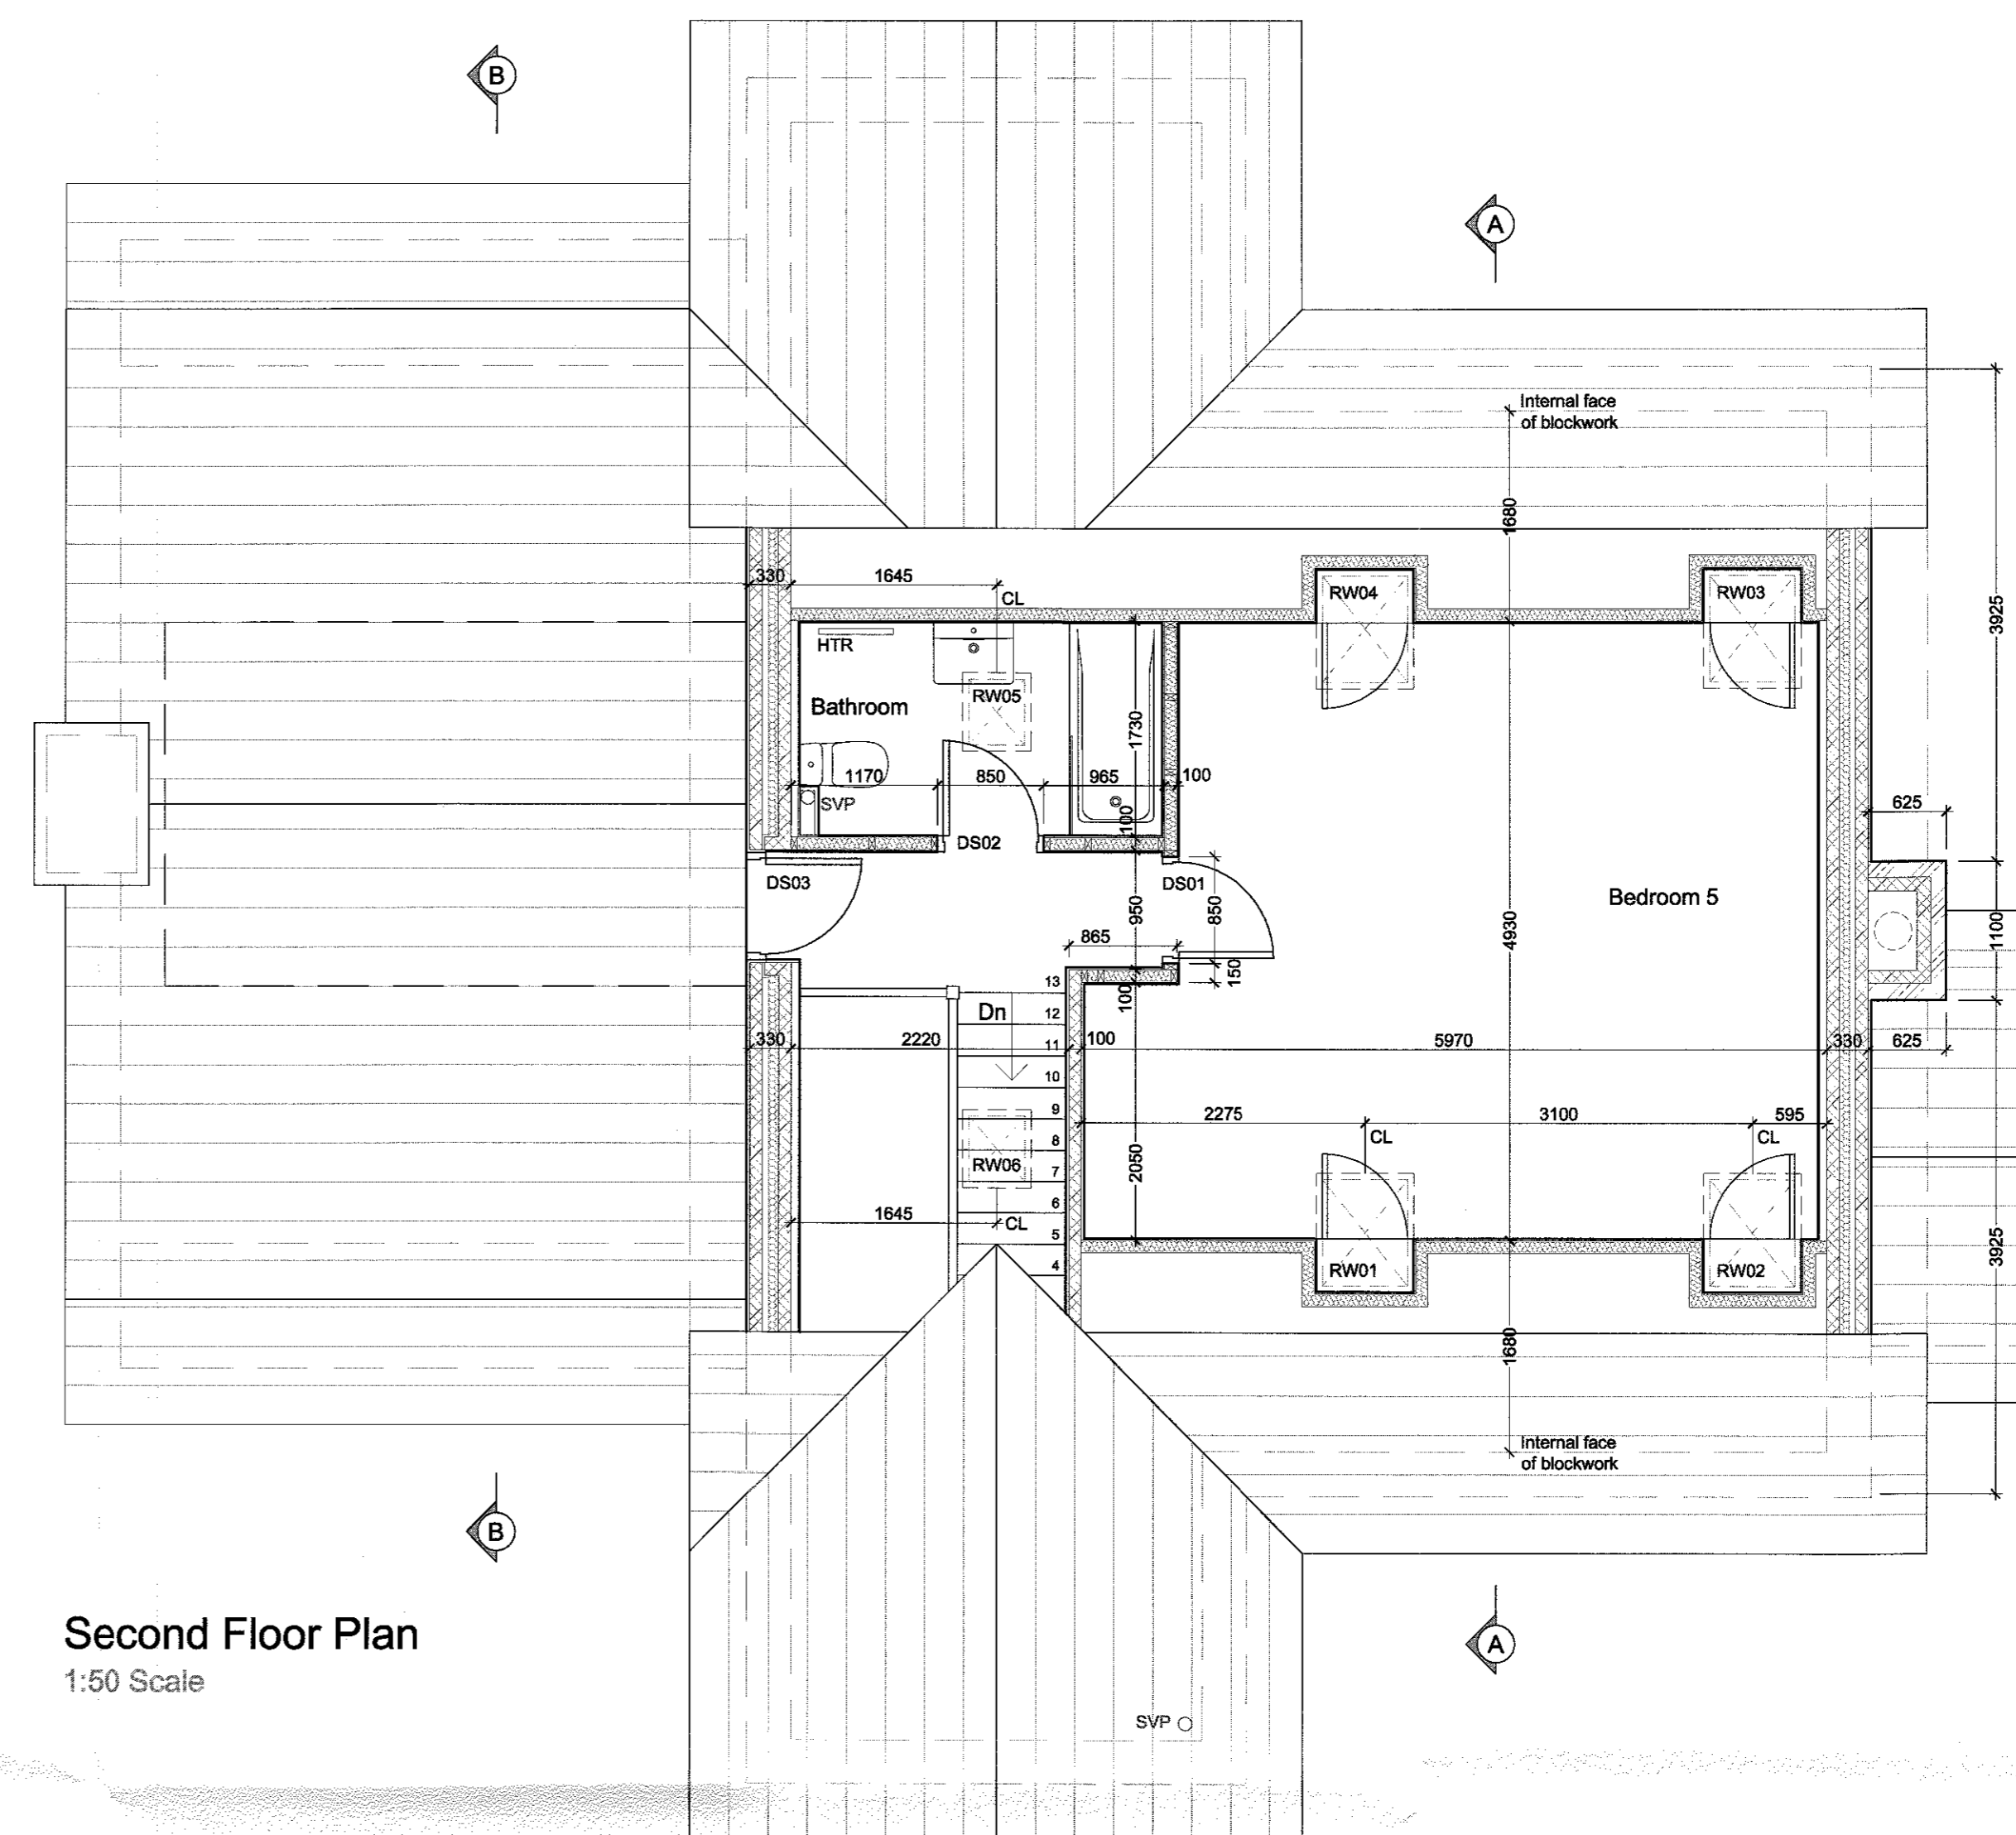 B
A
Internal face
of blockwork
1680
3925
330
1645
CL
RW04
RW03
HTR
RW05
Bathroom
1730
1170
850
965
100
SVP
100
DS02
625
DS03
DS01
950
850
Bedroom 5
4930
1100
865
150
100
13
Dn
12
330
2220
11
100
5970
330
625
10
9
2275
3100
595
CL
CL
8
2050
RW06
7
6
1645
CL
5
4
3925
RW01
RW02
1680
Internal face
of blockwork
B
A
Second Floor Plan
1:50 Scale
SVP